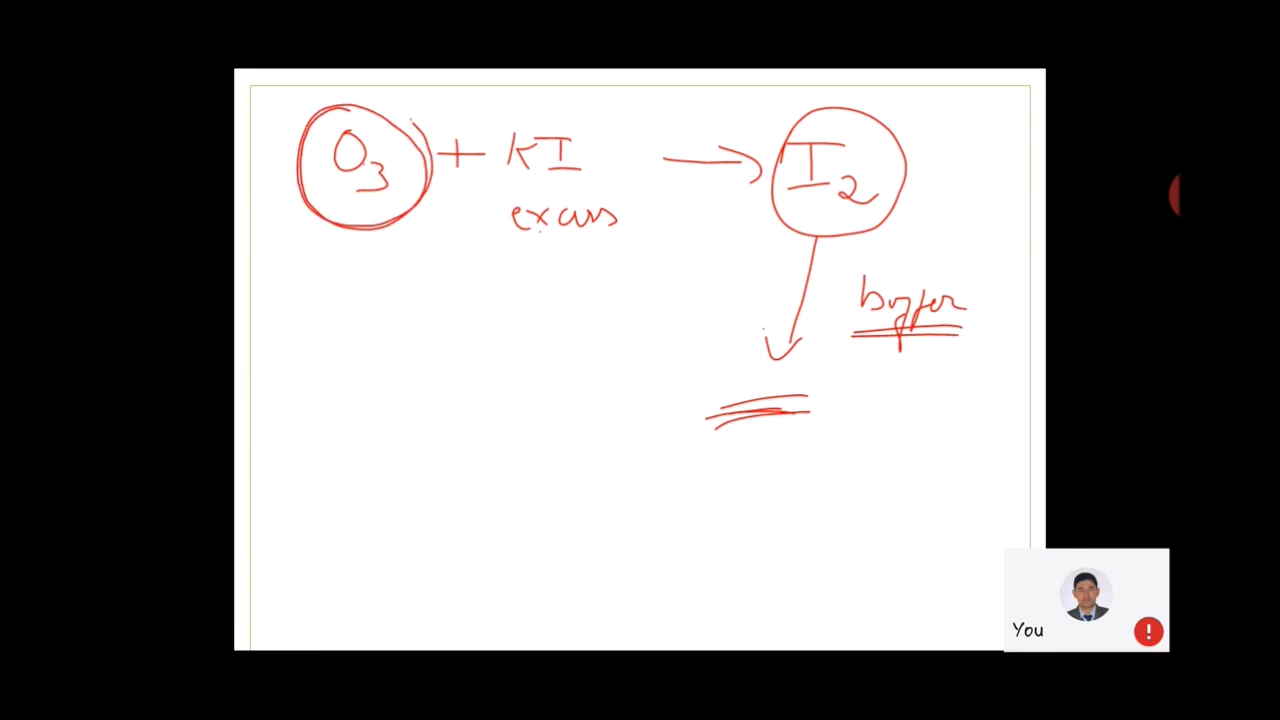 O3 + KI → I2
excess
buffer
You